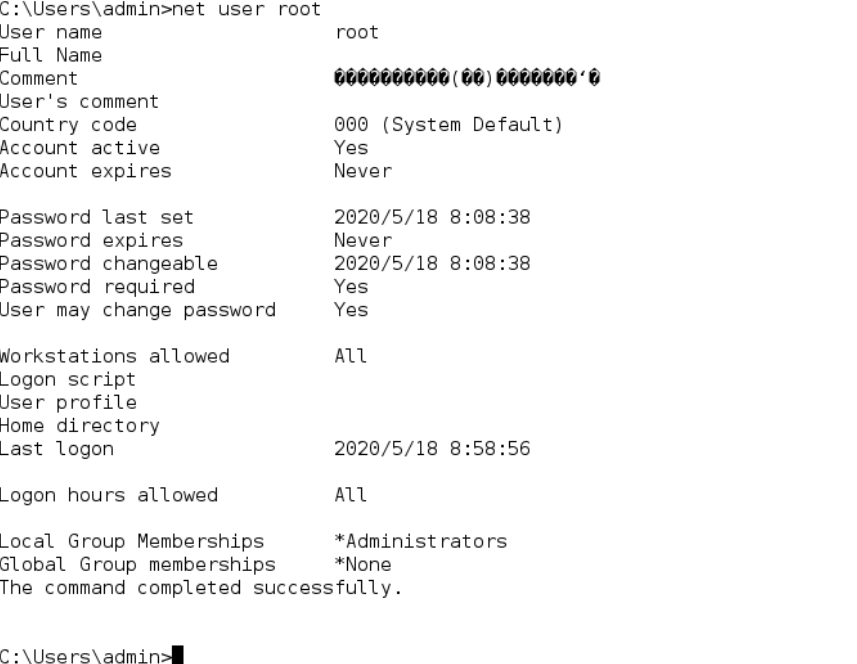 C:\Users\admin>net user root
User name                    root
Full Name
Comment                      ������������(��)��������‘�
User's comment
Country code                 000 (System Default)
Account active               Yes
Account expires              Never
Password last set            2020/5/18 8:08:38
Password expires             Never
Password changeable          2020/5/18 8:08:38
Password required            Yes
User may change password     Yes
Workstations allowed         All
Logon script
User profile
Home directory
Last logon                   2020/5/18 8:58:56
Logon hours allowed          All
Local Group Memberships      *Administrators
Global Group memberships     *None
The command completed successfully.
C:\Users\admin>